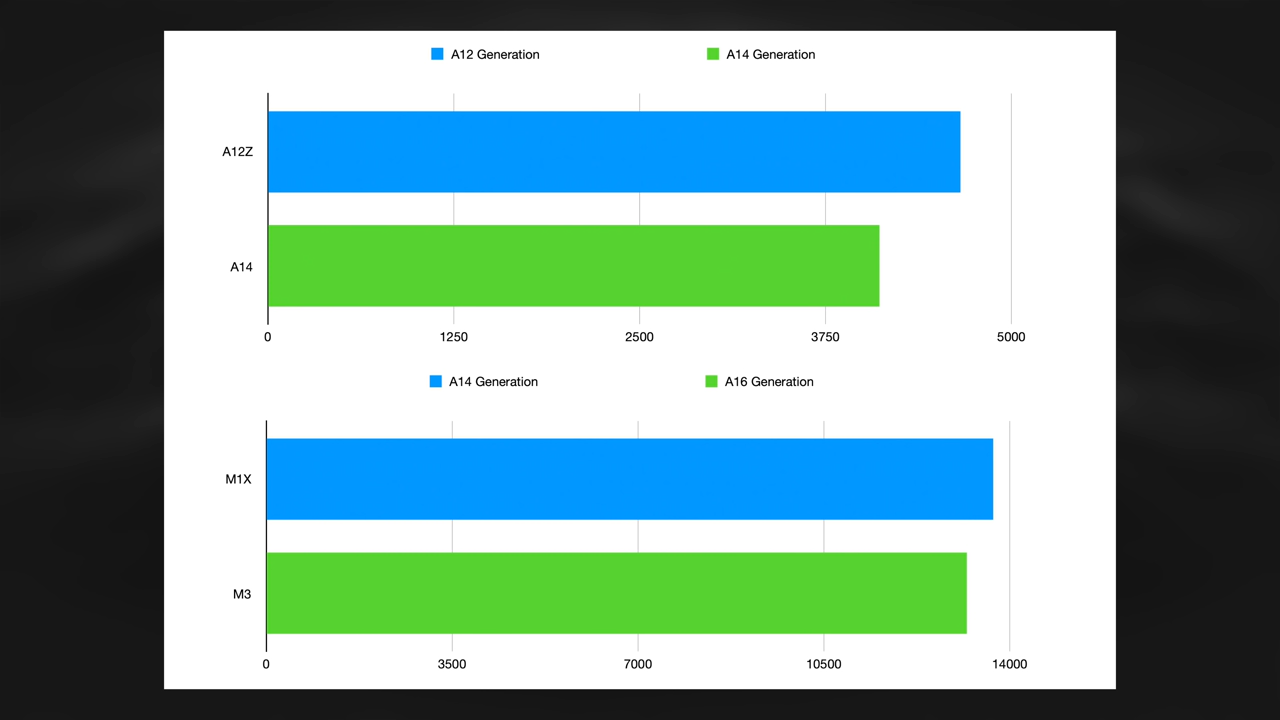 A12 Generation A14 Generation
A12Z
A14
0 1250 2500 3750 5000
A14 Generation A16 Generation
M1X
M3
0 3500 7000 10500 14000